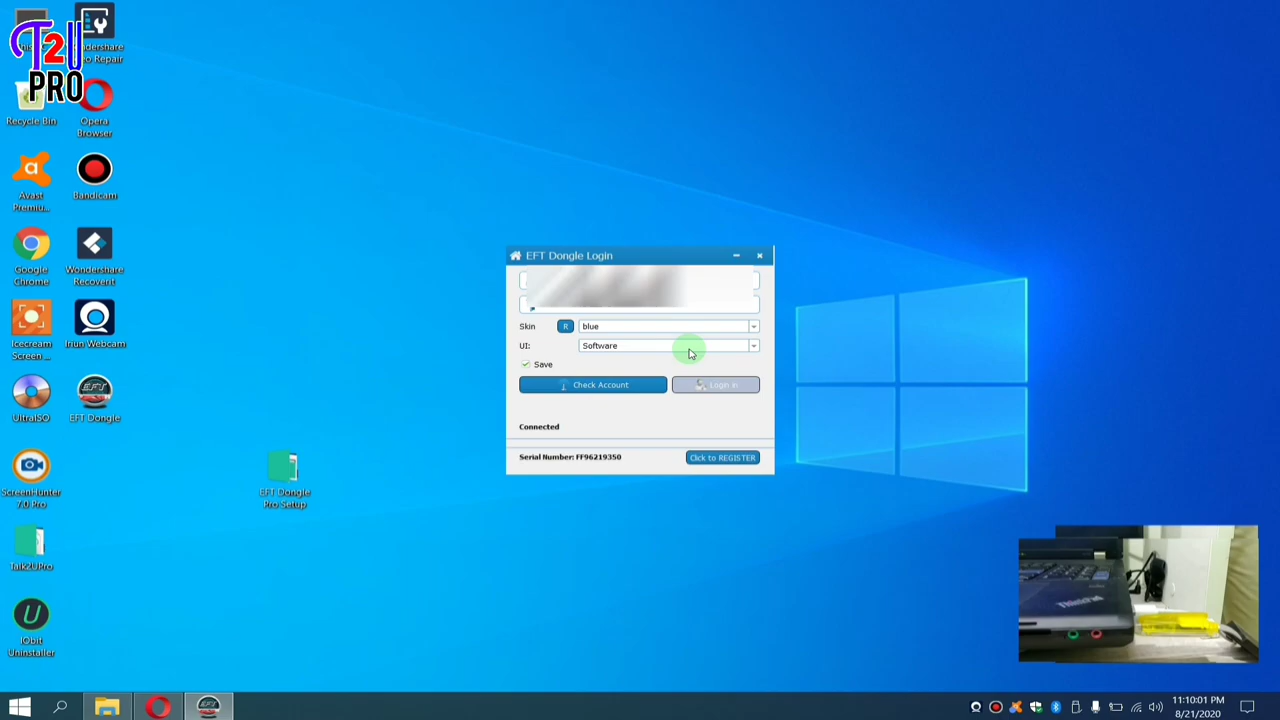 T2U
PRO
Recycle Bin
Opera
Browser
Avast
Premiu...
Bandicam
Google
Chrome
Wondershare
Recoverit
Icecream
Screen ...
Iriun Webcam
UltraISO
EFT Dongle
ScreenHunter
7.0 Pro
EFT Dongle
Pro Setup
Talk2UPro
IObit
Uninstaller
EFT Dongle Login
Skin
R
blue
UI:
Software
Save
Check Account
Login in
Connected
Serial Number: FF96219350
Click to REGISTER
ThinkPad
11:10:01 PM
8/21/2020